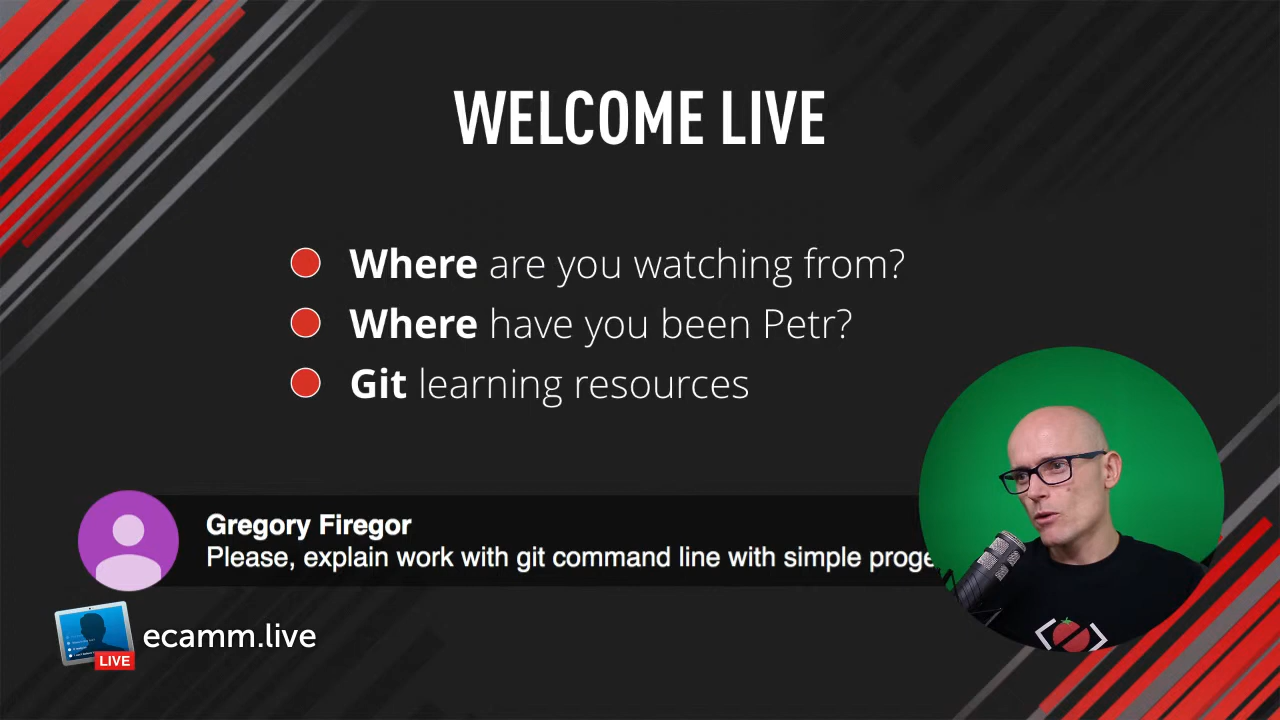 WELCOME LIVE
Where are you watching from?
Where have you been Petr?
Git learning resources
Gregory Firegor
Please, explain work with git command line with simple proge
ecamm.live
LIVE